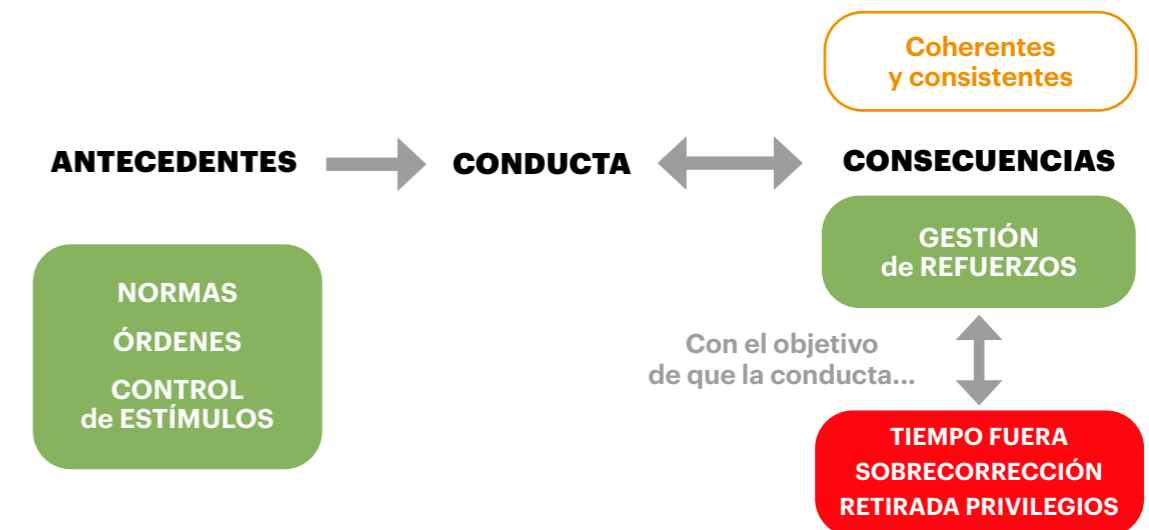 Coherentes
y consistentes
ANTECEDENTES
CONDUCTA
CONSECUENCIAS
NORMAS
ÓRDENES
CONTROL
de ESTÍMULOS
GESTIÓN
de REFUERZOS
Con el objetivo
de que la conducta...
TIEMPO FUERA
SOBRECORRECCIÓN
RETIRADA PRIVILEGIOS